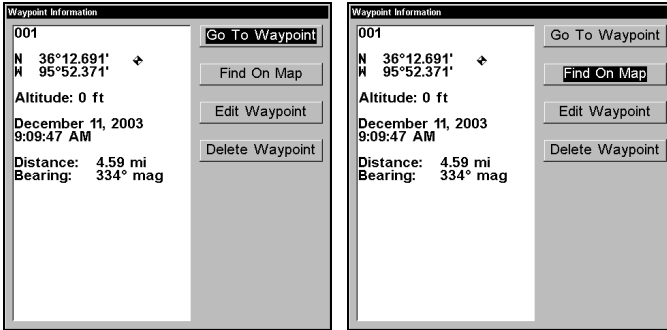 Waypoint Information
001
N 36°12.691'
W 95°52.371'
Altitude: 0 ft
December 11, 2003
9:09:47 AM
Distance: 4.59 mi
Bearing: 334° mag
Go To Waypoint
Find On Map
Edit Waypoint
Delete Waypoint
Waypoint Information
001
N 36°12.691'
W 95°52.371'
Altitude: 0 ft
December 11, 2003
9:09:47 AM
Distance: 4.59 mi
Bearing: 334° mag
Go To Waypoint
Find On Map
Edit Waypoint
Delete Waypoint